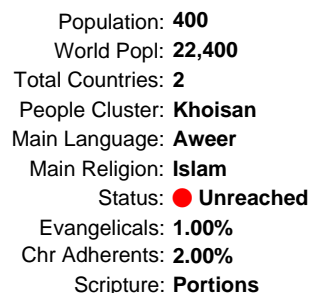 Population: 400
World Popl: 22,400
Total Countries: 2
People Cluster: Khoisan
Main Language: Aweer
Main Religion: Islam
Status: Unreached
Evangelicals: 1.00%
Chr Adherents: 2.00%
Scripture: Portions